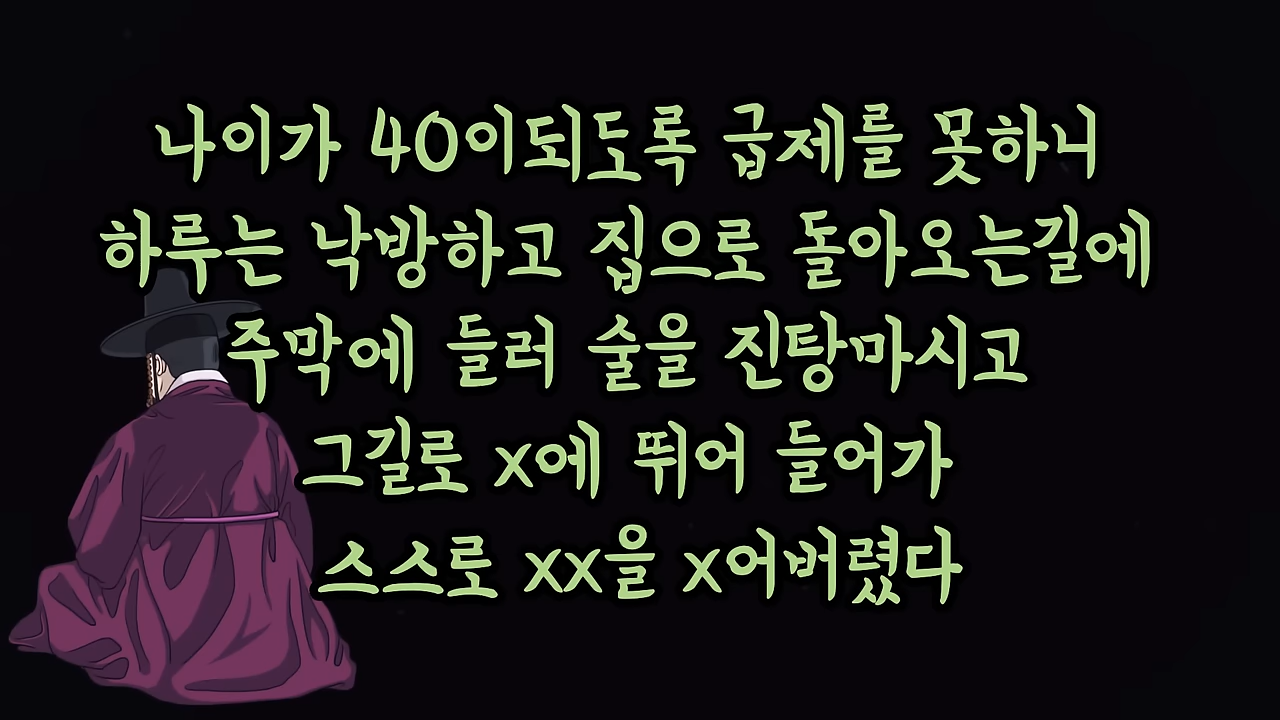 나이가 40이되도록 급제를 못하니
하루는 낙방하고 집으로 돌아오는길에
주막에 들러 술을 진탕마시고
그길로 x에 뛰어 들어가
스스로 xx을 x어버렸다